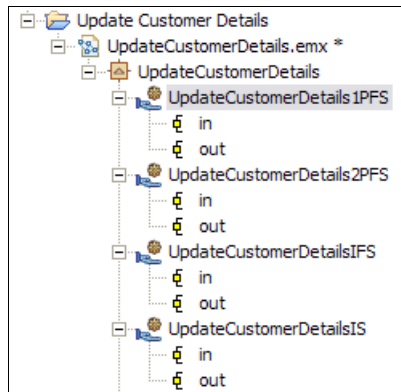 Update Customer Details
UpdateCustomerDetails.emx *
UpdateCustomerDetails
UpdateCustomerDetails1PFS
in
out
UpdateCustomerDetails2PFS
in
out
UpdateCustomerDetailsIFS
in
out
UpdateCustomerDetailsIS
in
out